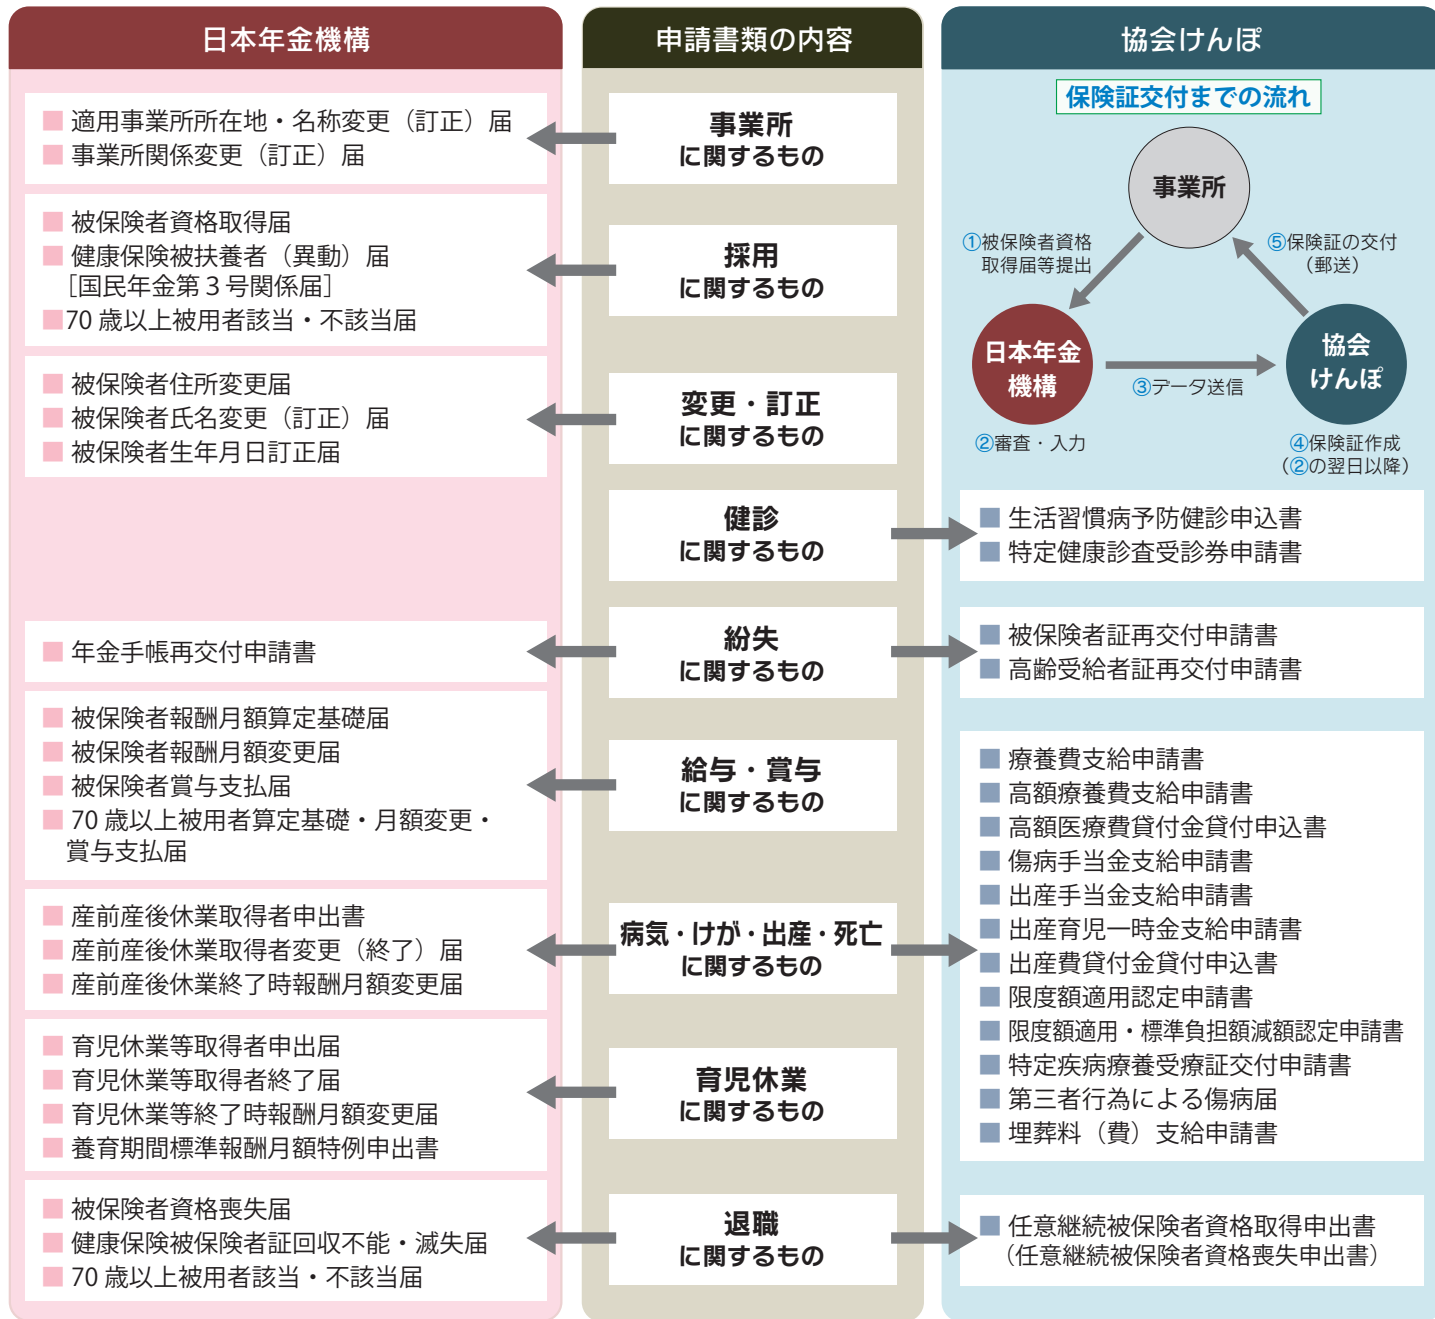 日本年金機構
■ 適用事業所所在地・名称変更（訂正）届
■ 事業所関係変更（訂正）届
■ 被保険者資格取得届
■ 健康保険被扶養者（異動）届
［国民年金第３号関係届］
■ 70 歳以上被用者該当・不該当届
■ 被保険者住所変更届
■ 被保険者氏名変更（訂正）届
■ 被保険者生年月日訂正届
■ 年金手帳再交付申請書
■ 被保険者報酬月額算定基礎届
■ 被保険者報酬月額変更届
■ 被保険者賞与支払届
■ 70 歳以上被用者算定基礎・月額変更・
賞与支払届
■ 産前産後休業取得者申出書
■ 産前産後休業取得者変更（終了）届
■ 産前産後休業終了時報酬月額変更届
■ 育児休業等取得者申出届
■ 育児休業等取得者終了届
■ 育児休業等終了時報酬月額変更届
■ 養育期間標準報酬月額特例申出書
■ 被保険者資格喪失届
■ 健康保険被保険者証回収不能・滅失届
■ 70 歳以上被用者該当・不該当届
申請書類の内容
事業所
に関するもの
採用
に関するもの
変更・訂正
に関するもの
健診
に関するもの
紛失
に関するもの
給与・賞与
に関するもの
病気・けが・出産・死亡
に関するもの
育児休業
に関するもの
退職
に関するもの
協会けんぽ
保険証交付までの流れ
事業所
①被保険者資格
取得届等提出
⑤保険証の交付
（郵送）
日本年金
機構
協会
けんぽ
③データ送信
②審査・入力
④保険証作成
（②の翌日以降）
■ 生活習慣病予防健診申込書
■ 特定健康診査受診券申請書
■ 被保険者証再交付申請書
■ 高齢受給者証再交付申請書
■ 療養費支給申請書
■ 高額療養費支給申請書
■ 高額医療費貸付金貸付申込書
■ 傷病手当金支給申請書
■ 出産手当金支給申請書
■ 出産育児一時金支給申請書
■ 出産費貸付金貸付申込書
■ 限度額適用認定申請書
■ 限度額適用・標準負担額減額認定申請書
■ 特定疾病療養受療証交付申請書
■ 第三者行為による傷病届
■ 埋葬料（費）支給申請書
■ 任意継続被保険者資格取得申出書
（任意継続被保険者資格喪失申出書）